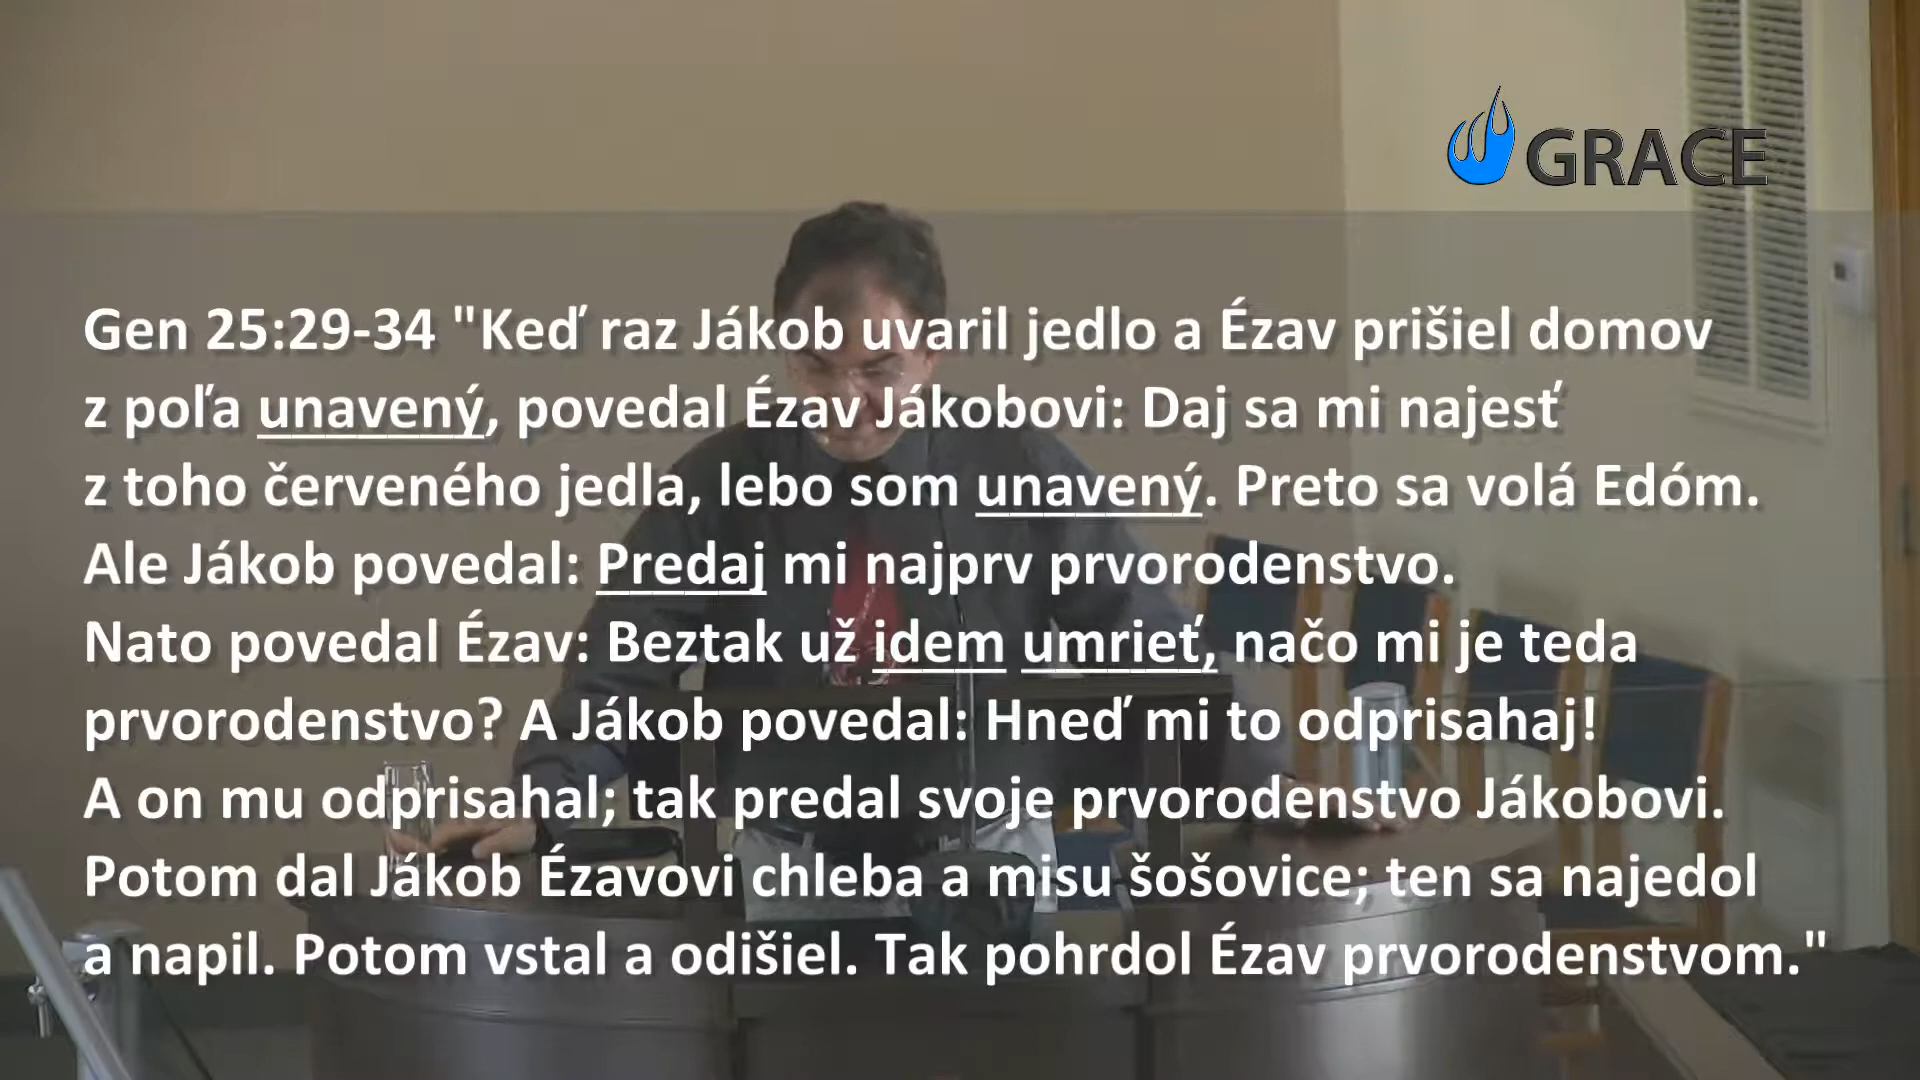 GRACE
Gen 25:29-34 "Keď raz Jákob uvaril jedlo a Ézav prišiel domov
z poľa unavený, povedal Ézav Jákobovi: Daj sa mi najesť
z toho červeného jedla, lebo som unavený. Preto sa volá Edóm.
Ale Jákob povedal: Predaj mi najprv prvorodenstvo.
Nato povedal Ézav: Beztak už idem umrieť, načo mi je teda
prvorodenstvo? A Jákob povedal: Hneď mi to odprisahaj!
A on mu odprisahal; tak predal svoje prvorodenstvo Jákobovi.
Potom dal Jákob Ézavovi chleba a misu šošovice; ten sa najedol
a napil. Potom vstal a odišiel. Tak pohrdol Ézav prvorodenstvom."